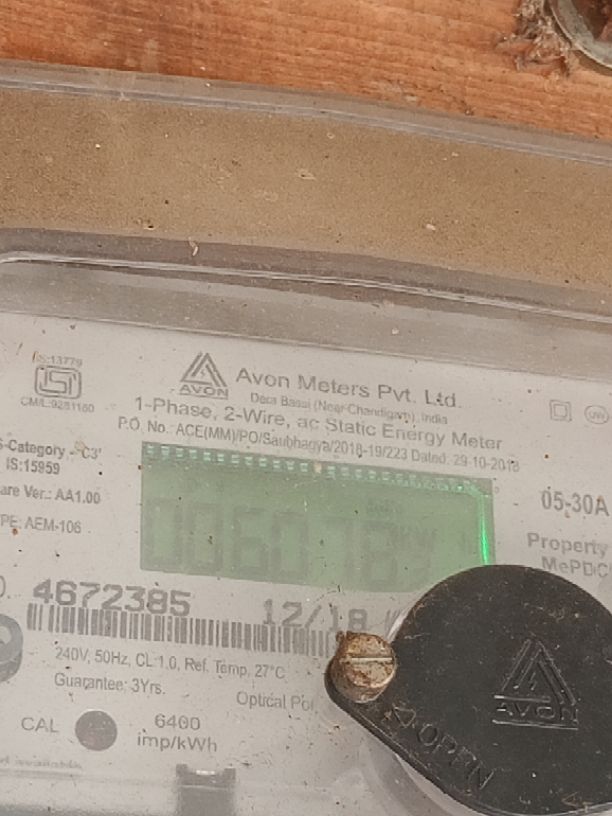 IS:13779
ISI
CM/L:9281160
AVON
Avon Meters Pvt. Ltd.
Dera Bassi (Near Chandigarh), India
1-Phase, 2-Wire, ac Static Energy Meter
P.O. No.: ACE(MM)/PO/Saubhagya/2018-19/223 Dated: 29-10-2018
-Category - 'C3'
IS:15959
are Ver.: AA1.00
PE: AEM-106
05-30A
Property
MePDC
4672385
12/18
240V, 50Hz, CL:1.0, Ref. Temp. 27°C
Guarantee: 3Yrs.
Optical Po
CAL
6400
imp/kWh
AVON
OPEN